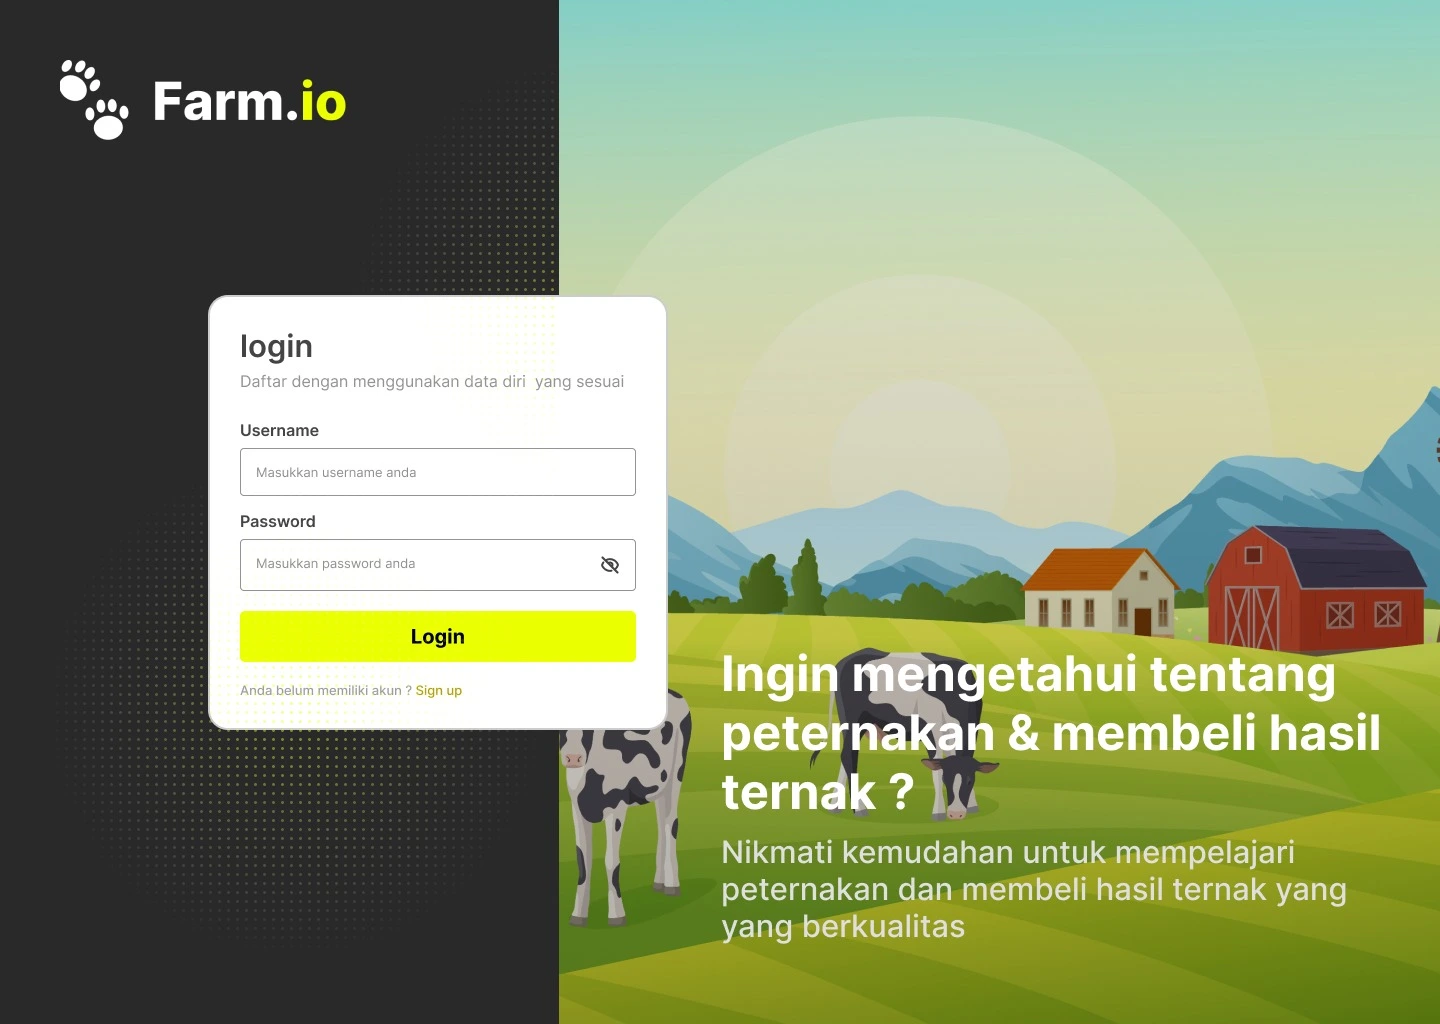 Farm.io
login
Daftar dengan menggunakan data diri yang sesuai
Username
Masukkan username anda
Password
Masukkan password anda
Login
Anda belum memiliki akun ? Sign up
Ingin mengetahui tentang
peternakan & membeli hasil
ternak ?
Nikmati kemudahan untuk mempelajari
peternakan dan membeli hasil ternak yang
yang berkualitas